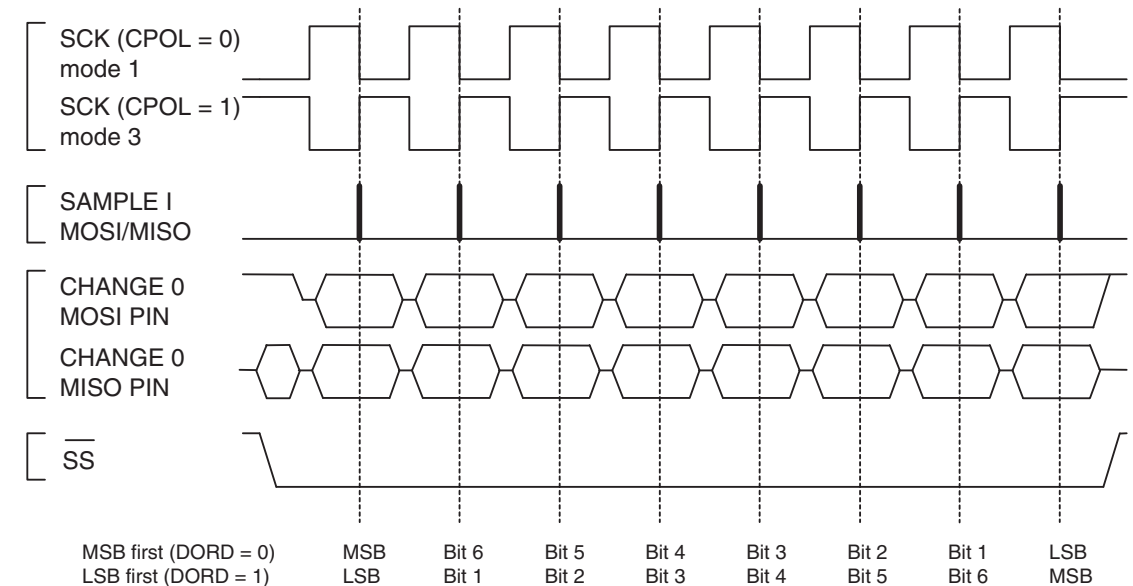 SCK (CPOL = 0)
mode 1
SCK (CPOL = 1)
mode 3
SAMPLE I
MOSI/MISO
CHANGE 0
MOSI PIN
CHANGE 0
MISO PIN
SS
MSB first (DORD = 0) MSB Bit 6 Bit 5 Bit 4 Bit 3 Bit 2 Bit 1 LSB
LSB first (DORD = 1) LSB Bit 1 Bit 2 Bit 3 Bit 4 Bit 5 Bit 6 MSB